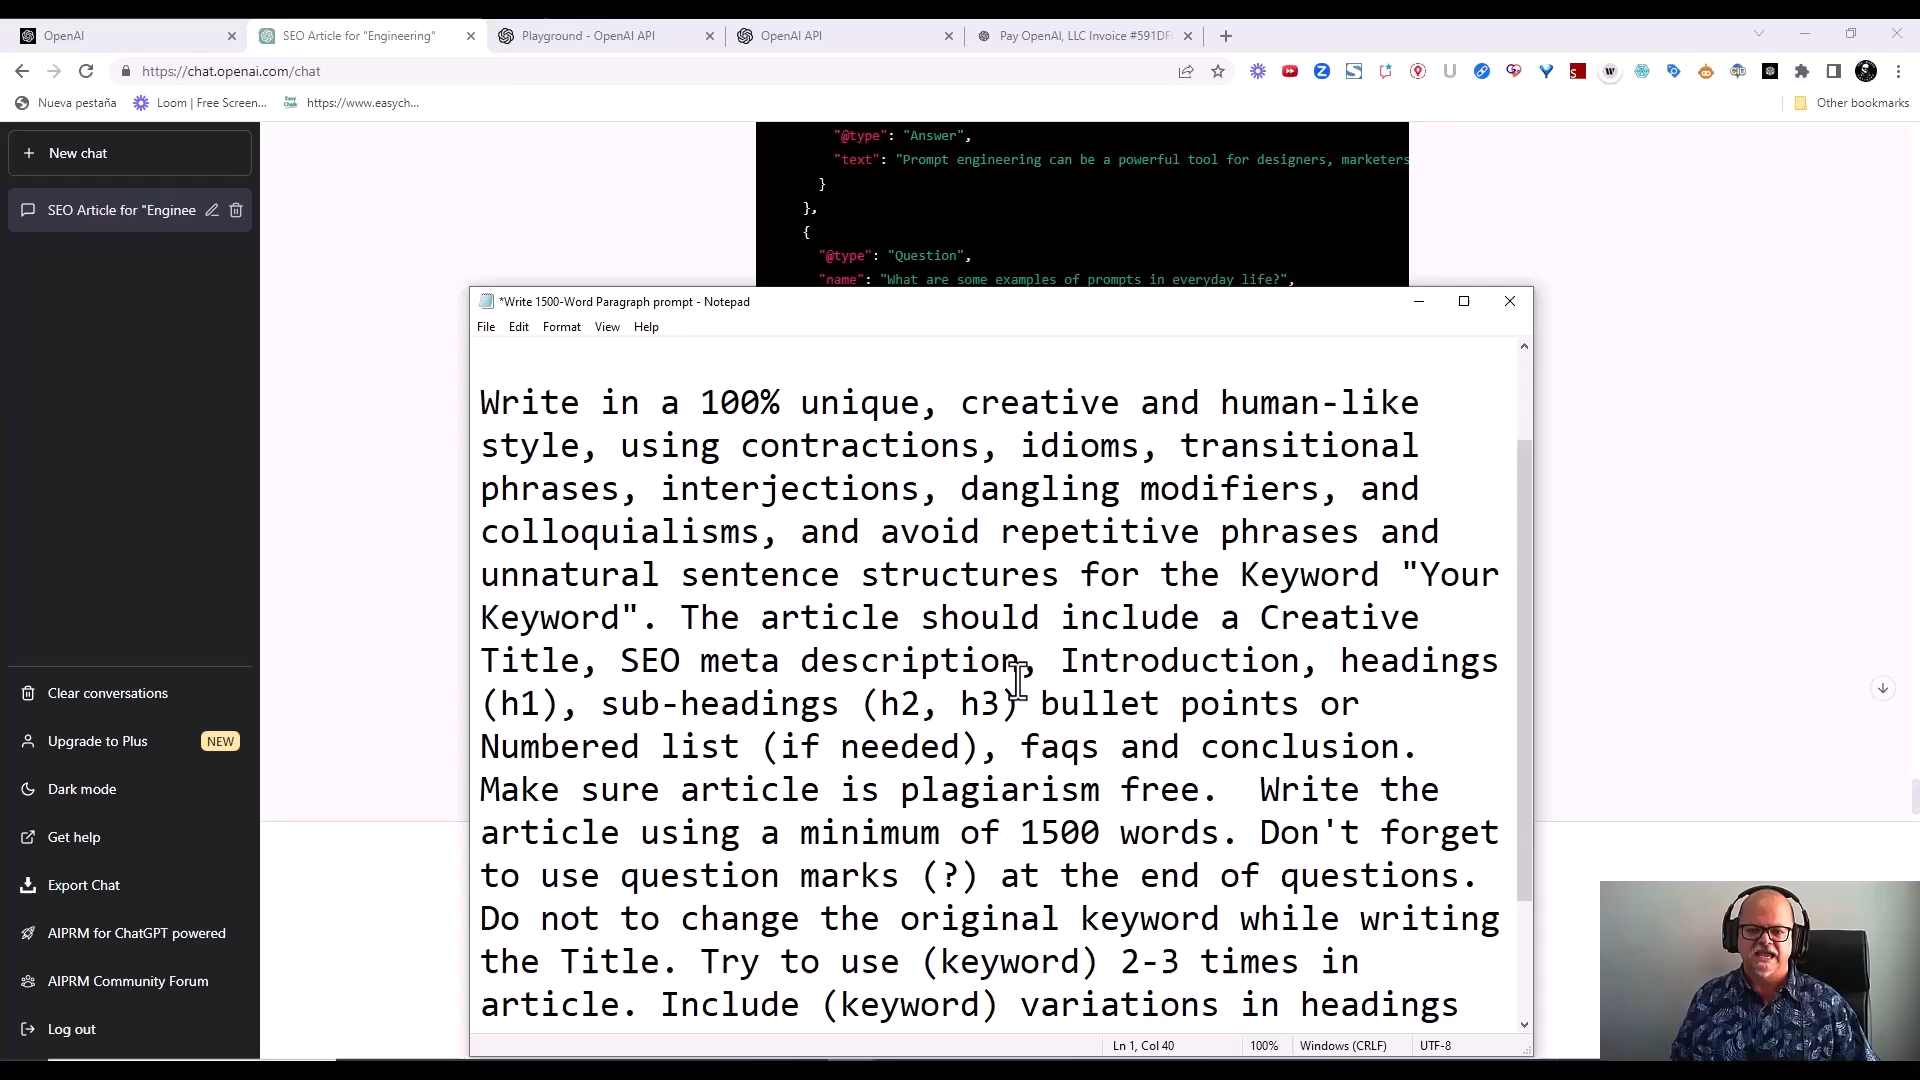 OpenAI
SEO Article for "Engineering"
Playground - OpenAI API
OpenAI API
Pay OpenAI, LLC Invoice #591DF
https://chat.openai.com/chat
Nueva pestaña
Loom | Free Screen...
https://www.easych...
Other bookmarks
New chat
SEO Article for "Enginee
Clear conversations
Upgrade to Plus NEW
Dark mode
Get help
Export Chat
AIPRM for ChatGPT powered
AIPRM Community Forum
Log out
"@type": "Answer",
"text": "Prompt engineering can be a powerful tool for designers, marketers
}
},
{
"@type": "Question",
"name": "What are some examples of prompts in everyday life?",
*Write 1500-Word Paragraph prompt - Notepad
File Edit Format View Help
Write in a 100% unique, creative and human-like
style, using contractions, idioms, transitional
phrases, interjections, dangling modifiers, and
colloquialisms, and avoid repetitive phrases and
unnatural sentence structures for the Keyword "Your
Keyword". The article should include a Creative
Title, SEO meta description, Introduction, headings
(h1), sub-headings (h2, h3) bullet points or
Numbered list (if needed), faqs and conclusion.
Make sure article is plagiarism free.  Write the
article using a minimum of 1500 words. Don't forget
to use question marks (?) at the end of questions.
Do not to change the original keyword while writing
the Title. Try to use (keyword) 2-3 times in
article. Include (keyword) variations in headings
Ln 1, Col 40 100% Windows (CRLF) UTF-8